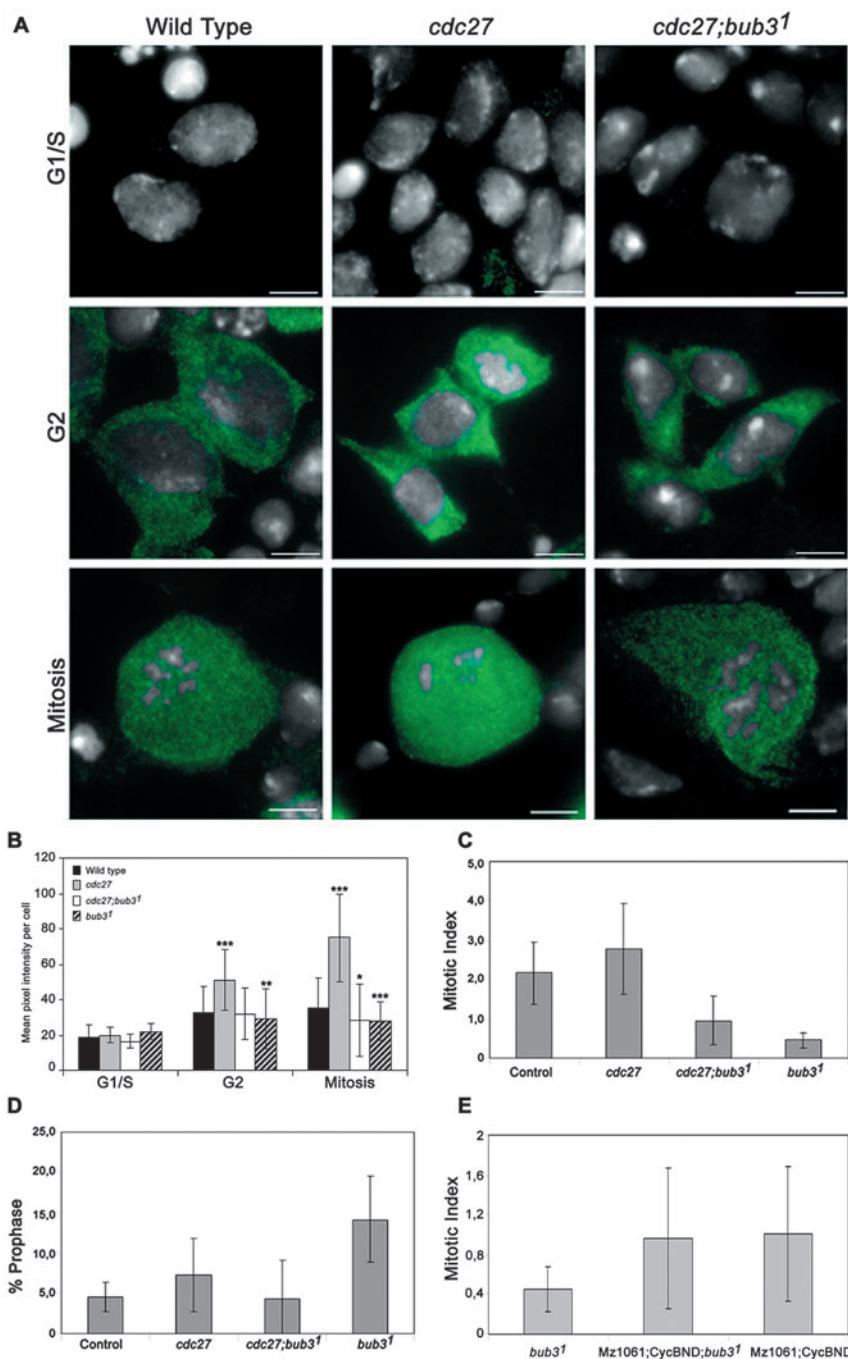 A
Wild Type cdc27 cdc27;bub3¹
G1/S
G2
Mitosis
B
Mean pixel intensity per cell
120
100
80
60
40
20
0
Wild type
cdc27
cdc27;bub3¹
bub3¹
***
**
***
*
***
G1/S G2 Mitosis
C
Mitotic Index
5,0
4,0
3,0
2,0
1,0
0
Control cdc27 cdc27;bub3¹ bub3¹
D
% Prophase
25,0
20,0
15,0
10,0
5,0
0
Control cdc27 cdc27;bub3¹ bub3¹
E
Mitotic Index
2
1,6
1,2
0,8
0,4
0
bub3¹ Mz1061;CycBND;bub3¹ Mz1061;CycBND